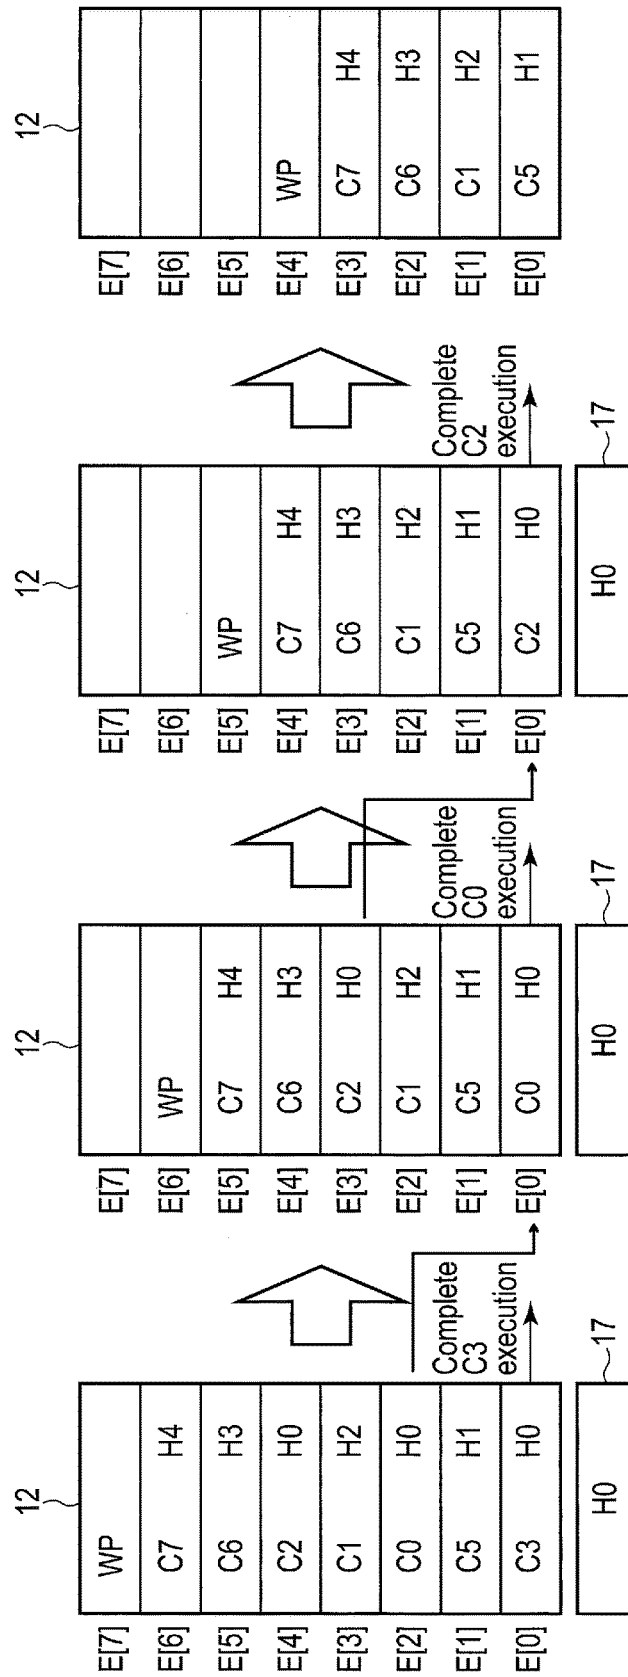 12
E[7] WP
E[6] C7 H4
E[5] C6 H3
E[4] C2 H0
E[3] C1 H2
E[2] C0 H0
E[1] C5 H1
E[0] C3 H0
H0
17
Complete
C3
execution
12
E[7]
E[6] WP
E[5] C7 H4
E[4] C6 H3
E[3] C2 H0
E[2] C1 H2
E[1] C5 H1
E[0] C0 H0
H0
17
Complete
C0
execution
12
E[7]
E[6]
E[5] WP
E[4] C7 H4
E[3] C6 H3
E[2] C1 H2
E[1] C5 H1
E[0] C2 H0
H0
17
Complete
C2
execution
12
E[7]
E[6]
E[5]
E[4] WP
E[3] C7 H4
E[2] C6 H3
E[1] C1 H2
E[0] C5 H1